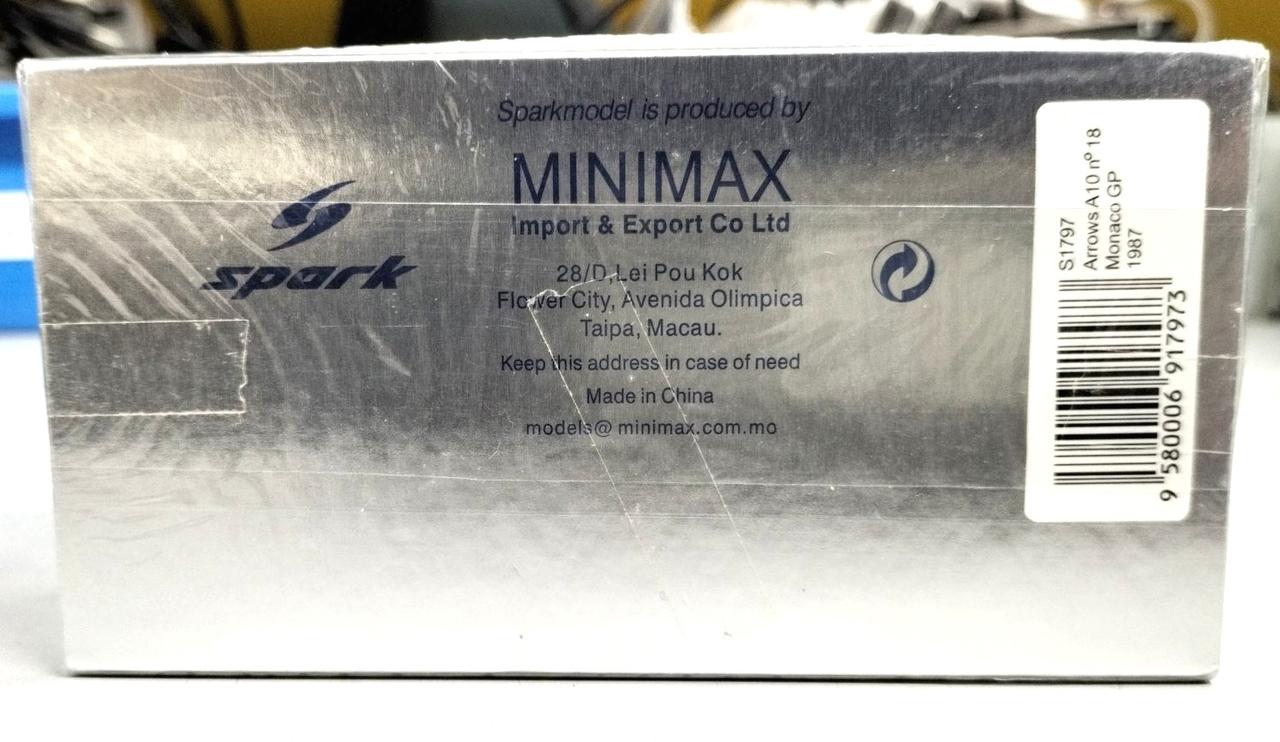 Sparkmodel is produced by
MINIMAX
Import & Export Co Ltd
spark
28/D, Lei Pou Kok
Flower City, Avenida Olimpica
Taipa, Macau.
Keep this address in case of need
Made in China
models@minimax.com.mo
S1797
Arrows A10 nº 18
Monaco GP
1987
9 580006 917973